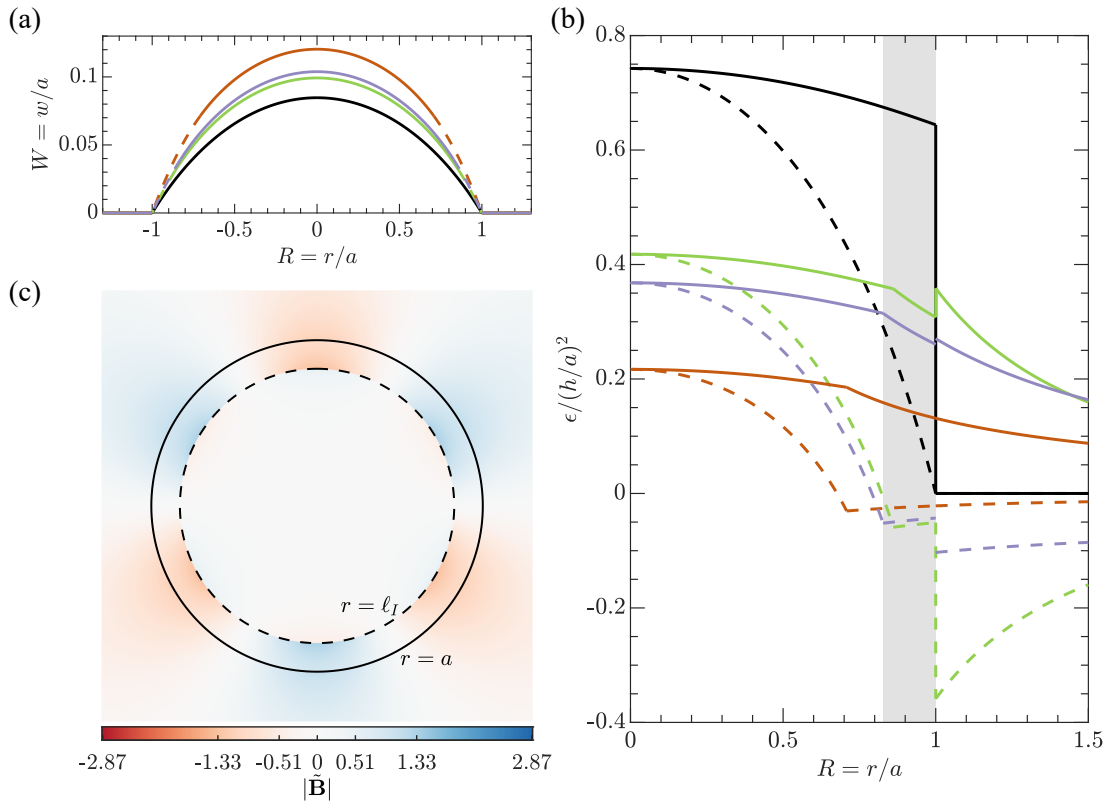 (a)
W = w/a
0.1
0.05
0
-1
-0.5
0
0.5
1
R = r/a
(b)
ϵ/(h/a)²
0.8
0.6
0.4
0.2
0
-0.2
-0.4
0
0.5
1
1.5
R = r/a
(c)
r = ℓ_I
r = a
-2.87
-1.33
-0.51
0
0.51
1.33
2.87
|B̃|